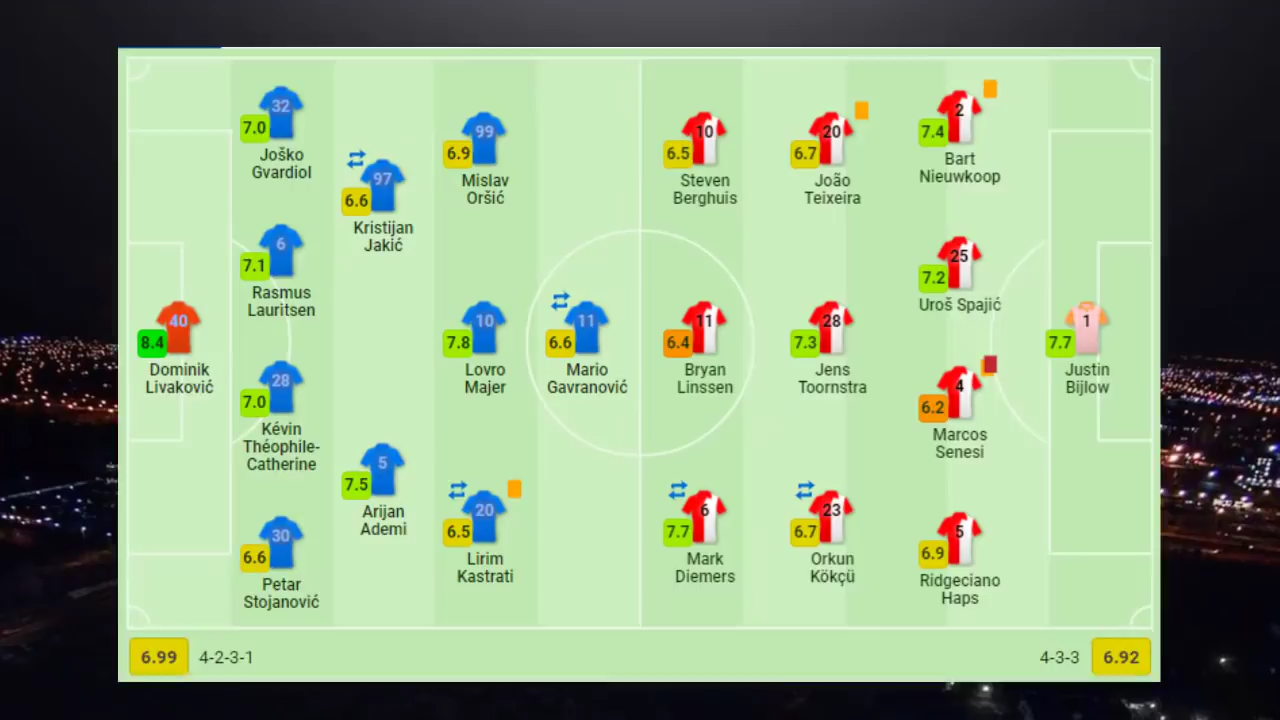 32
7.0
Joško
Gvardiol
97
6.6
Kristijan
Jakić
99
6.9
Mislav
Oršić
10
6.5
Steven
Berghuis
20
6.7
João
Teixeira
2
7.4
Bart
Nieuwkoop
6
7.1
Rasmus
Lauritsen
25
7.2
Uroš Spajić
40
8.4
Dominik
Livaković
28
7.0
Kévin
Théophile-
Catherine
10
7.8
Lovro
Majer
11
6.6
Mario
Gavranović
11
6.4
Bryan
Linssen
28
7.3
Jens
Toornstra
4
6.2
Marcos
Senesi
1
7.7
Justin
Bijlow
30
6.6
Petar
Stojanović
5
7.5
Arijan
Ademi
20
6.5
Lirim
Kastrati
6
7.7
Mark
Diemers
23
6.7
Orkun
Kökçü
5
6.9
Ridgeciano
Haps
6.99 4-2-3-1
4-3-3 6.92